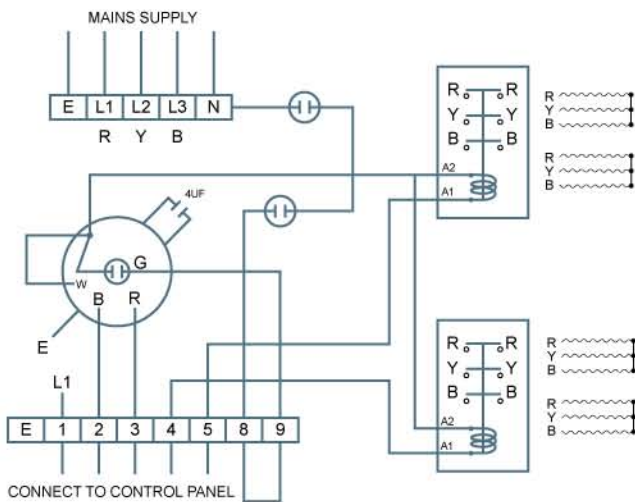 MAINS SUPPLY
E L1 L2 L3 N
R Y B
4UF
G
W
B R
E
L1
E 1 2 3 4 5 8 9
CONNECT TO CONTROL PANEL
R R
Y Y
B B
A2
A1
R
Y
B
R
Y
B
R R
Y Y
B B
A2
A1
R
Y
B
R
Y
B